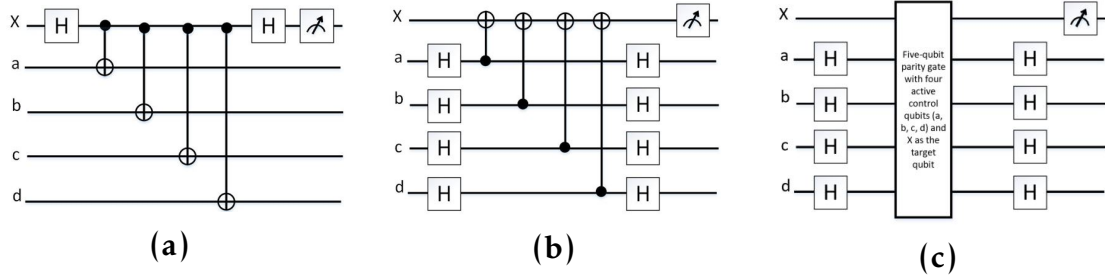 X H H
a
b
c
d
(a)
X
a H H
b H H
c H H
d H H
(b)
X
a H H
b H H
c H H
d H H
Five-qubit
parity gate
with four
active
control
qubits (a,
b, c, d) and
X as the
target
qubit
(c)